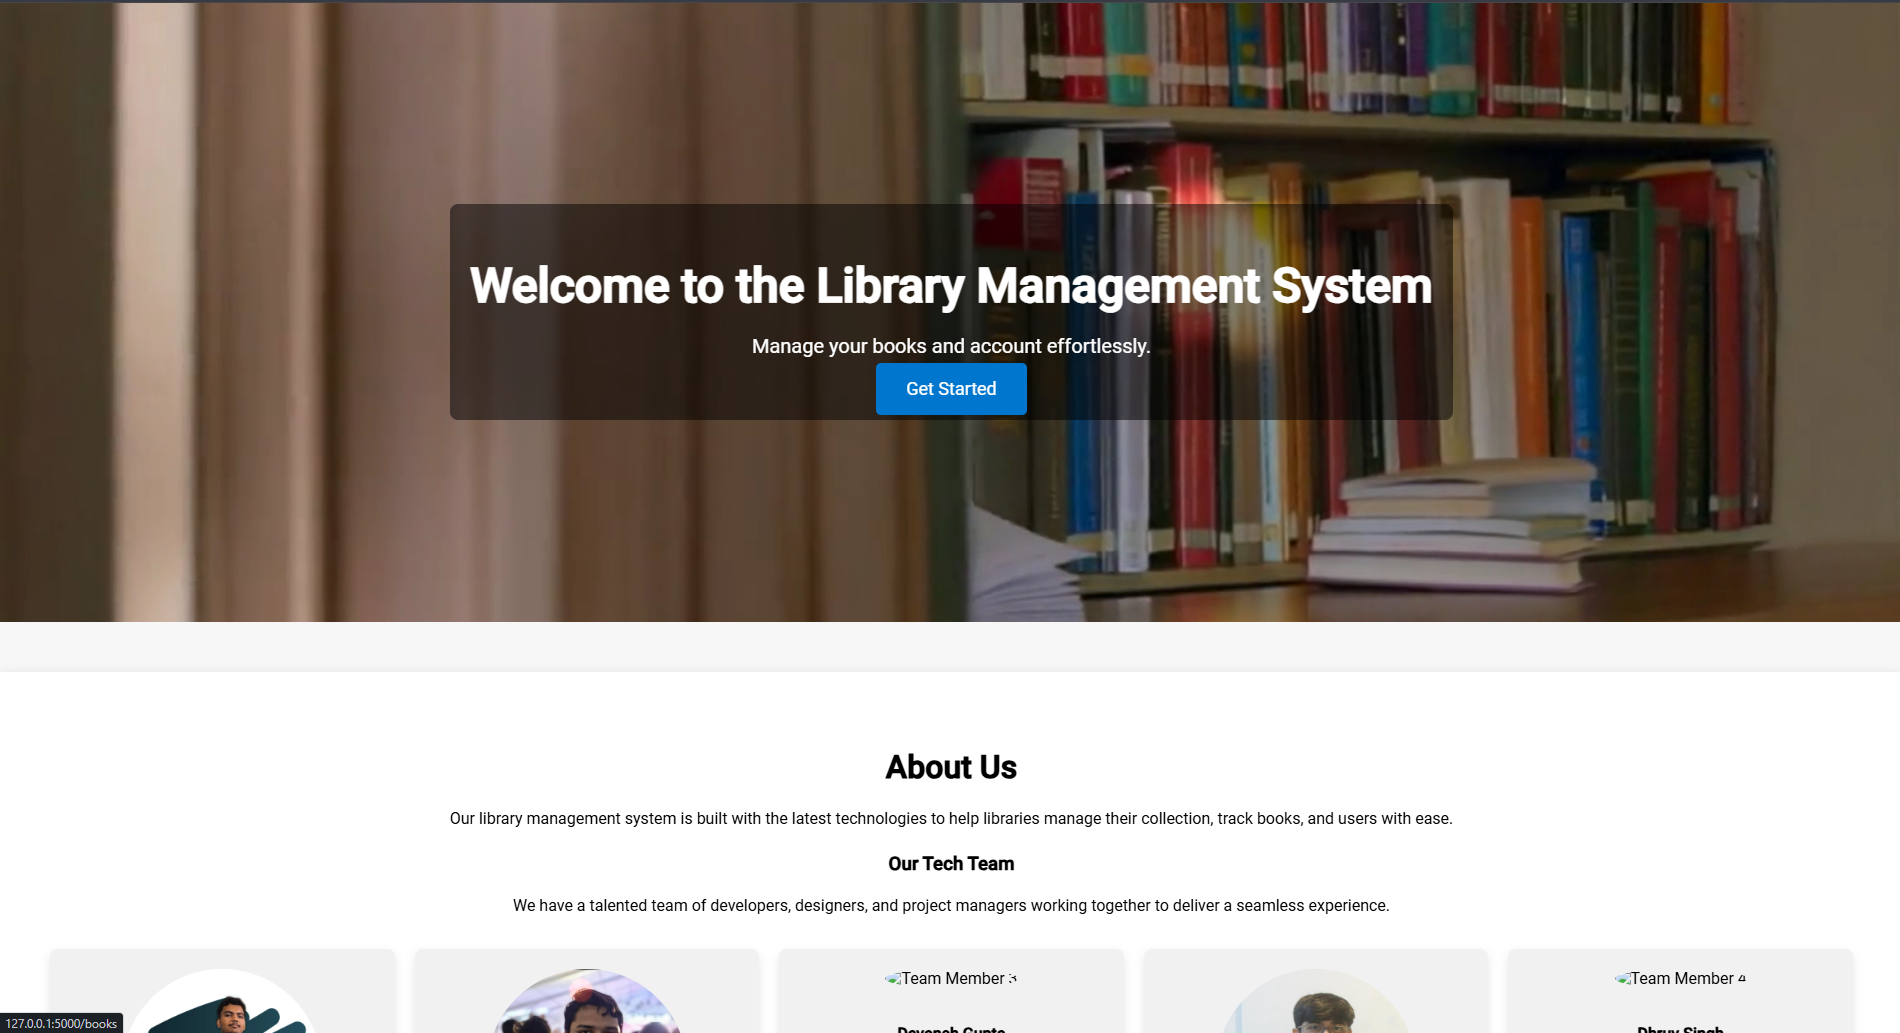 Welcome to the Library Management System
Manage your books and account effortlessly.
Get Started
About Us
Our library management system is built with the latest technologies to help libraries manage their collection, track books, and users with ease.
Our Tech Team
We have a talented team of developers, designers, and project managers working together to deliver a seamless experience.
Team Member 3
Team Member 4
Devansh Gupta
Dhruv Singh
127.0.0.1:5000/books